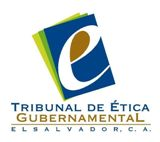 e
TRIBUNAL DE ÉTICA
GUBERNAMENTAL
EL SALVADOR, C. A.